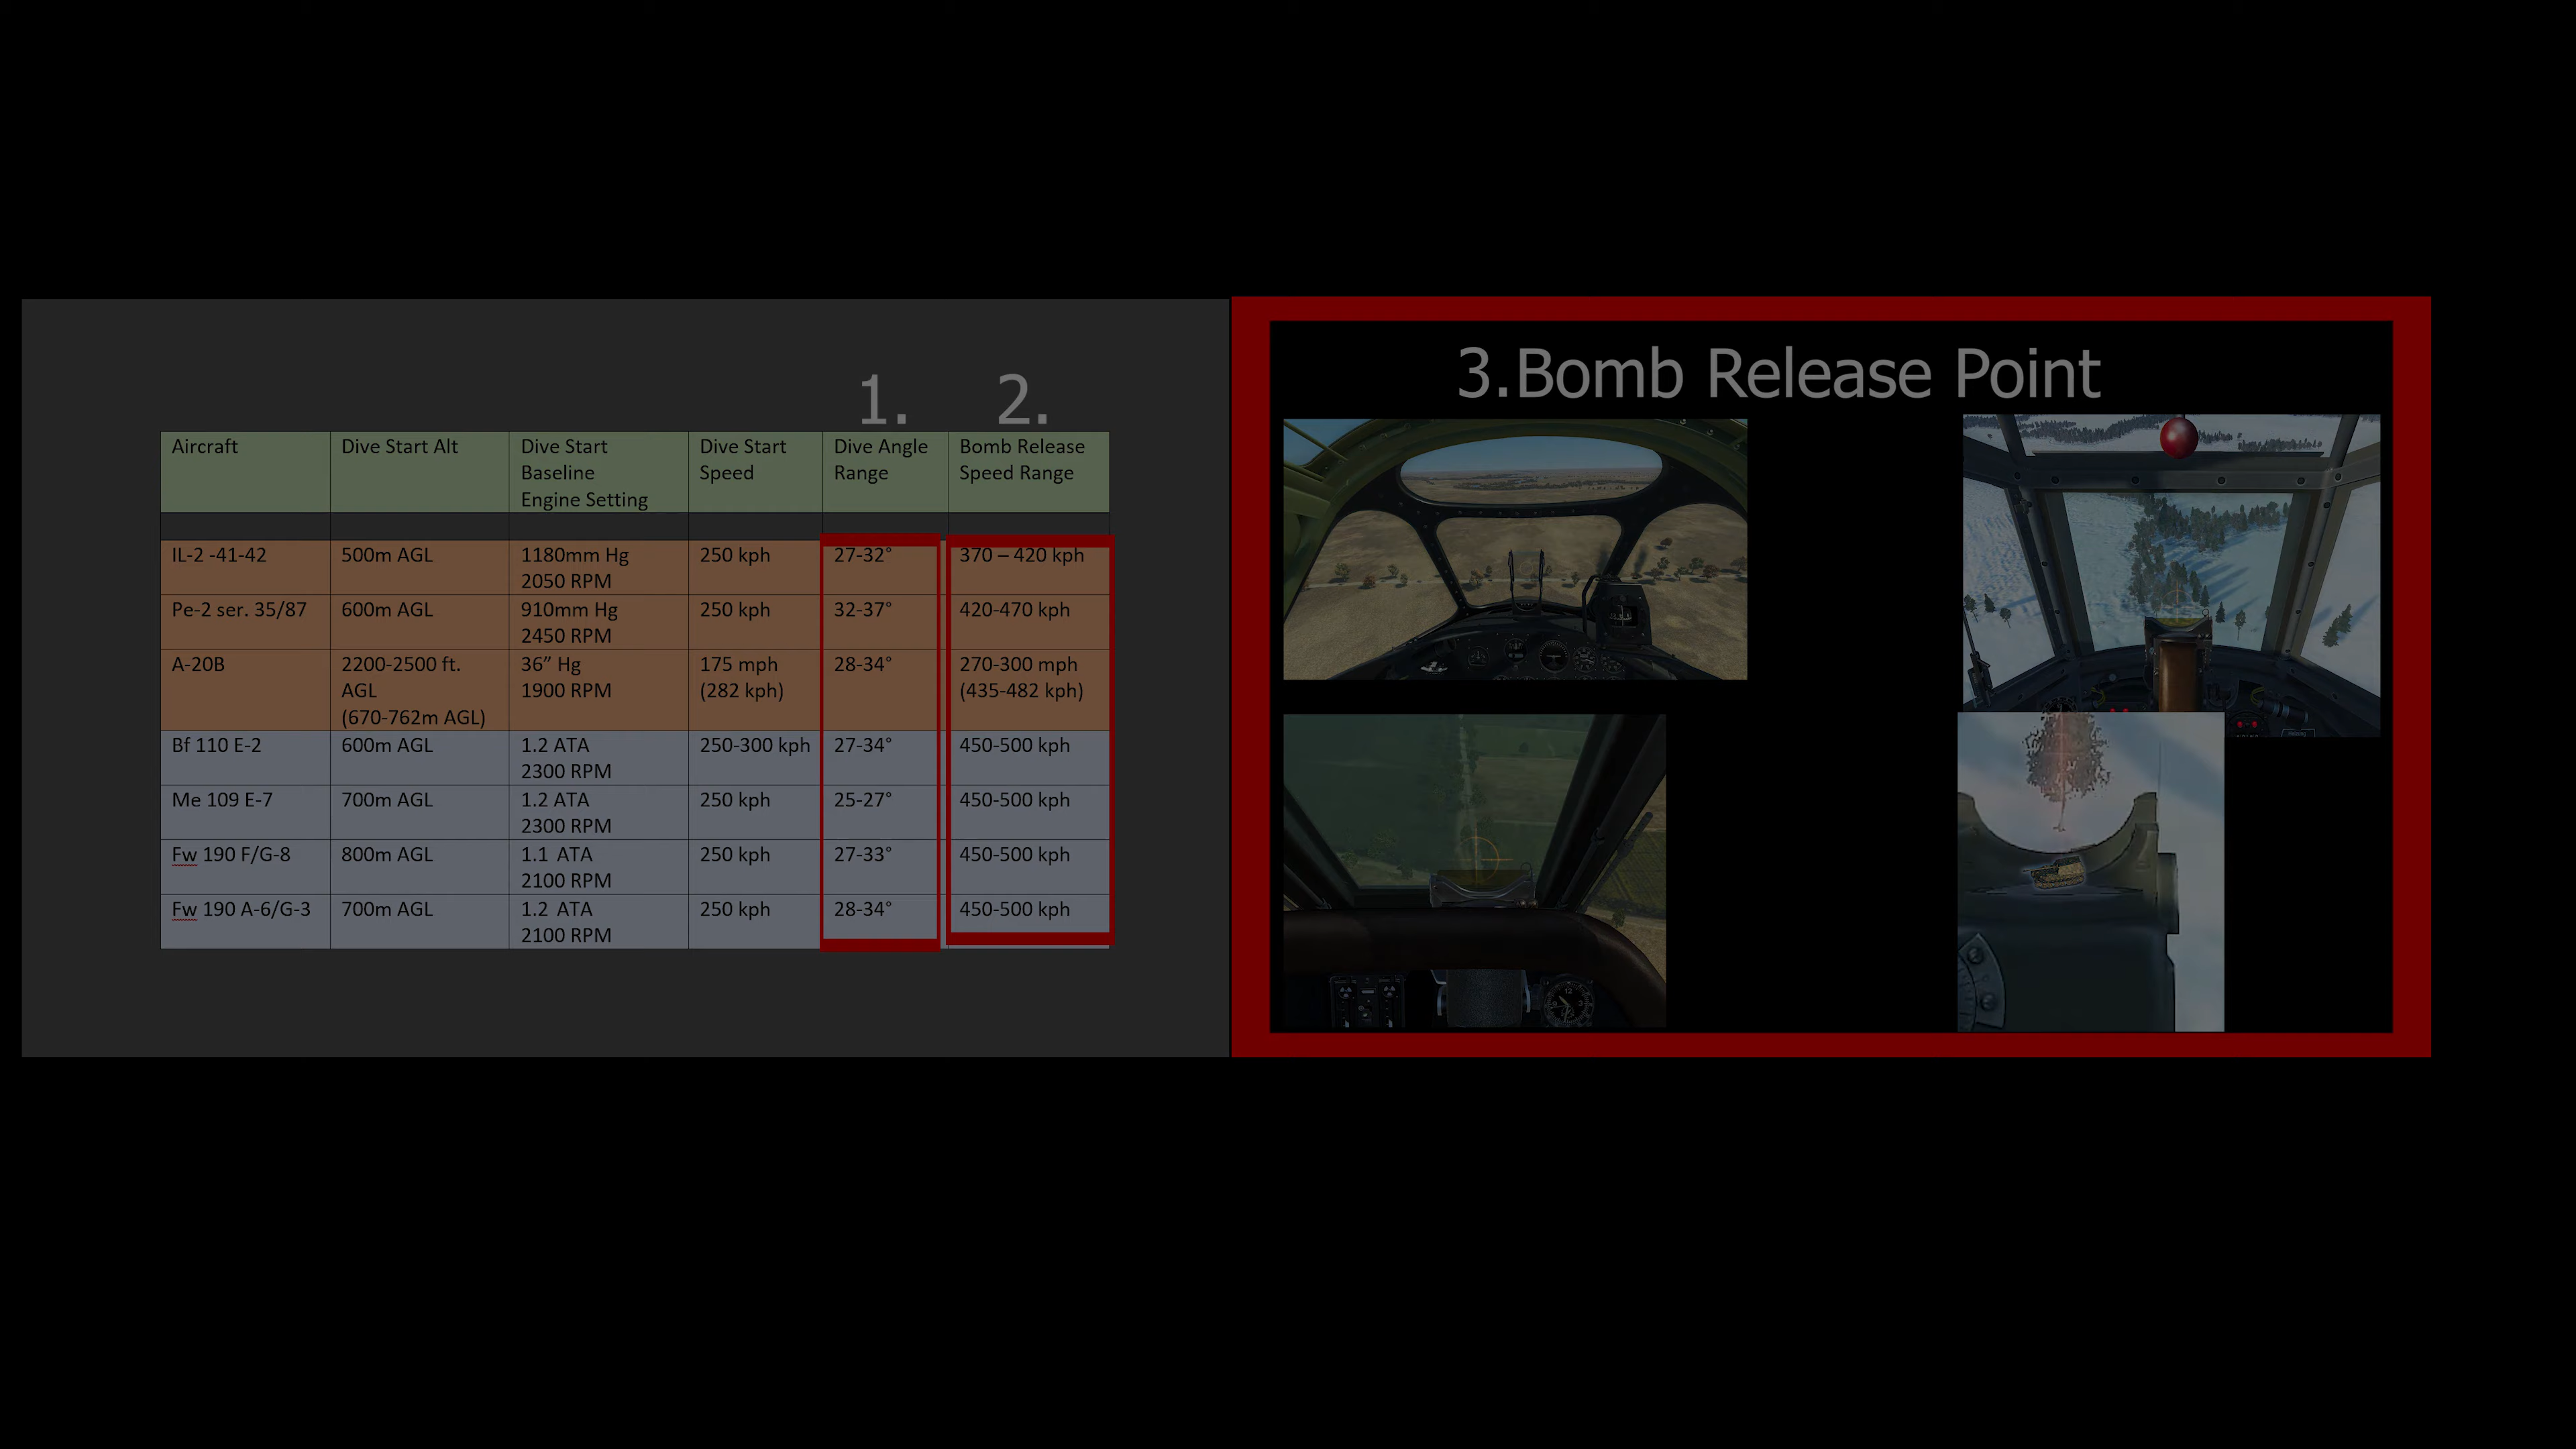 1.
2.
Aircraft
Dive Start Alt
Dive Start
Baseline
Engine Setting
Dive Start
Speed
Dive Angle
Range
Bomb Release
Speed Range
IL-2 -41-42
500m AGL
1180mm Hg
2050 RPM
250 kph
27-32°
370 – 420 kph
Pe-2 ser. 35/87
600m AGL
910mm Hg
2450 RPM
250 kph
32-37°
420-470 kph
A-20B
2200-2500 ft.
AGL
(670-762m AGL)
36” Hg
1900 RPM
175 mph
(282 kph)
28-34°
270-300 mph
(435-482 kph)
Bf 110 E-2
600m AGL
1.2 ATA
2300 RPM
250-300 kph
27-34°
450-500 kph
Me 109 E-7
700m AGL
1.2 ATA
2300 RPM
250 kph
25-27°
450-500 kph
Fw 190 F/G-8
800m AGL
1.1 ATA
2100 RPM
250 kph
27-33°
450-500 kph
Fw 190 A-6/G-3
700m AGL
1.2 ATA
2100 RPM
250 kph
28-34°
450-500 kph
3.Bomb Release Point